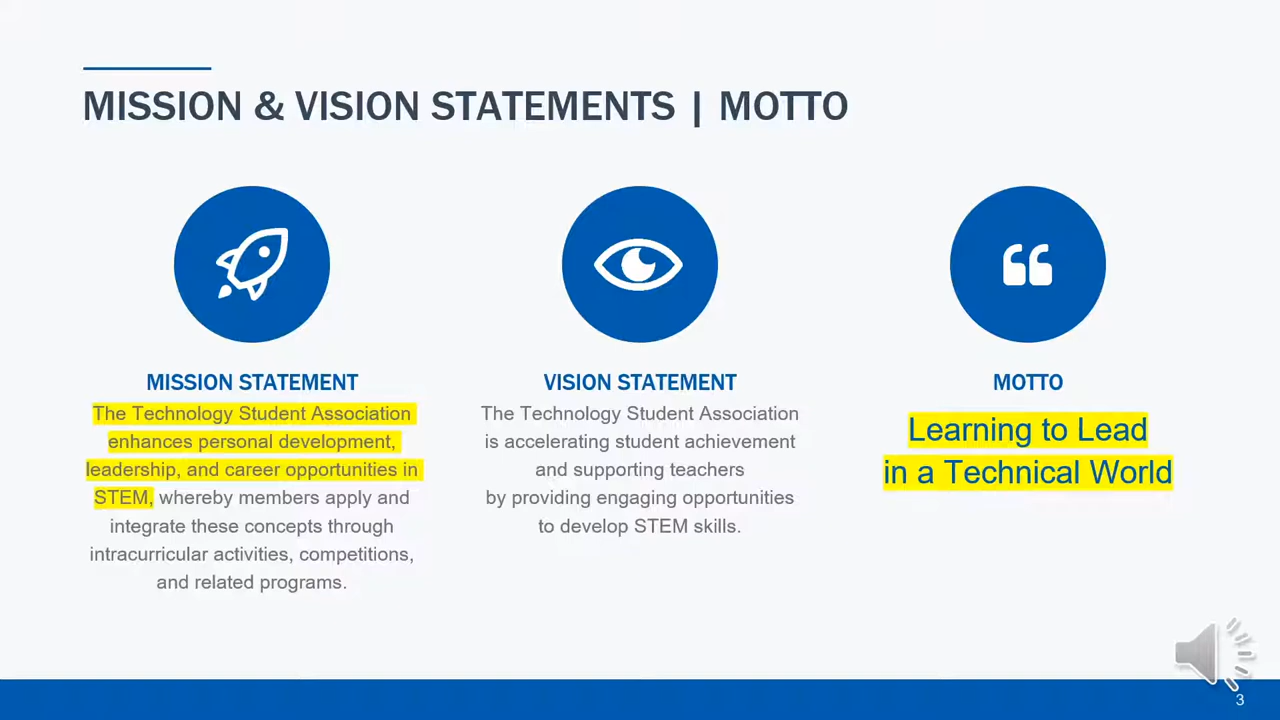 MISSION & VISION STATEMENTS | MOTTO
MISSION STATEMENT
The Technology Student Association
enhances personal development,
leadership, and career opportunities in
STEM, whereby members apply and
integrate these concepts through
intracurricular activities, competitions,
and related programs.
VISION STATEMENT
The Technology Student Association
is accelerating student achievement
and supporting teachers
by providing engaging opportunities
to develop STEM skills.
MOTTO
Learning to Lead
in a Technical World
3